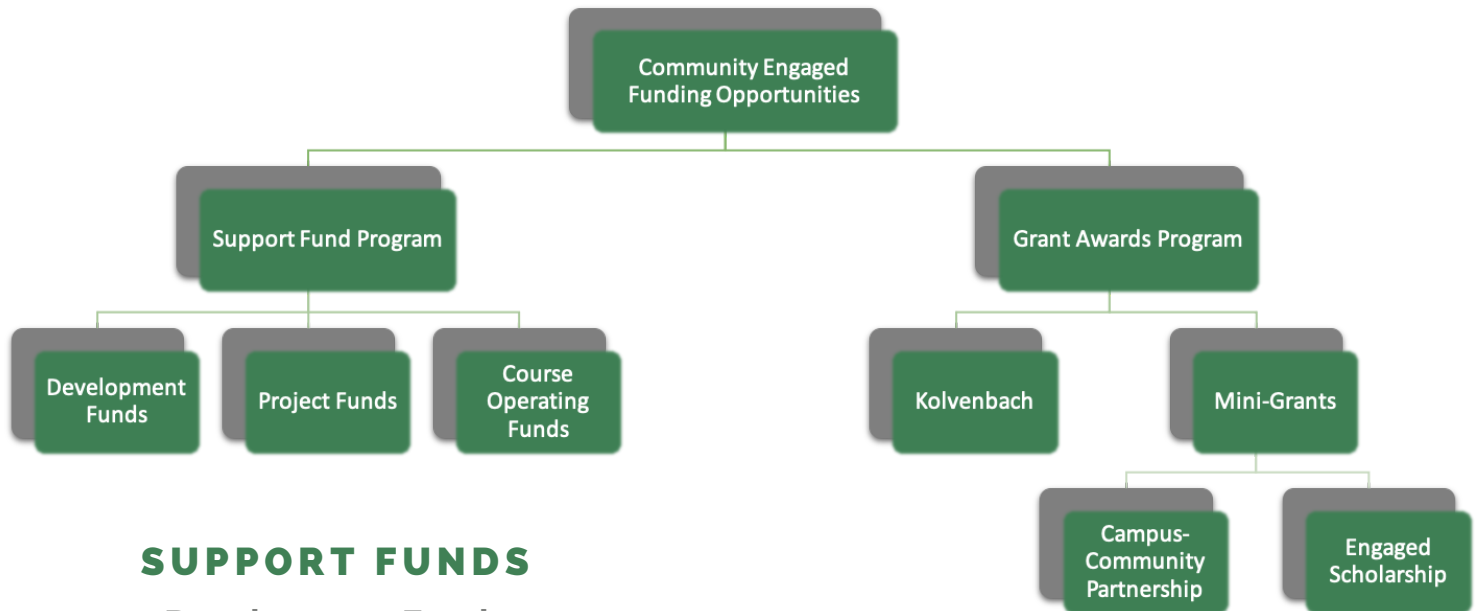 Community Engaged
Funding Opportunities
Support Fund Program
Grant Awards Program
Development
Funds
Project Funds
Course
Operating
Funds
Kolvenbach
Mini-Grants
Campus-
Community
Partnership
Engaged
Scholarship
SUPPORT FUNDS